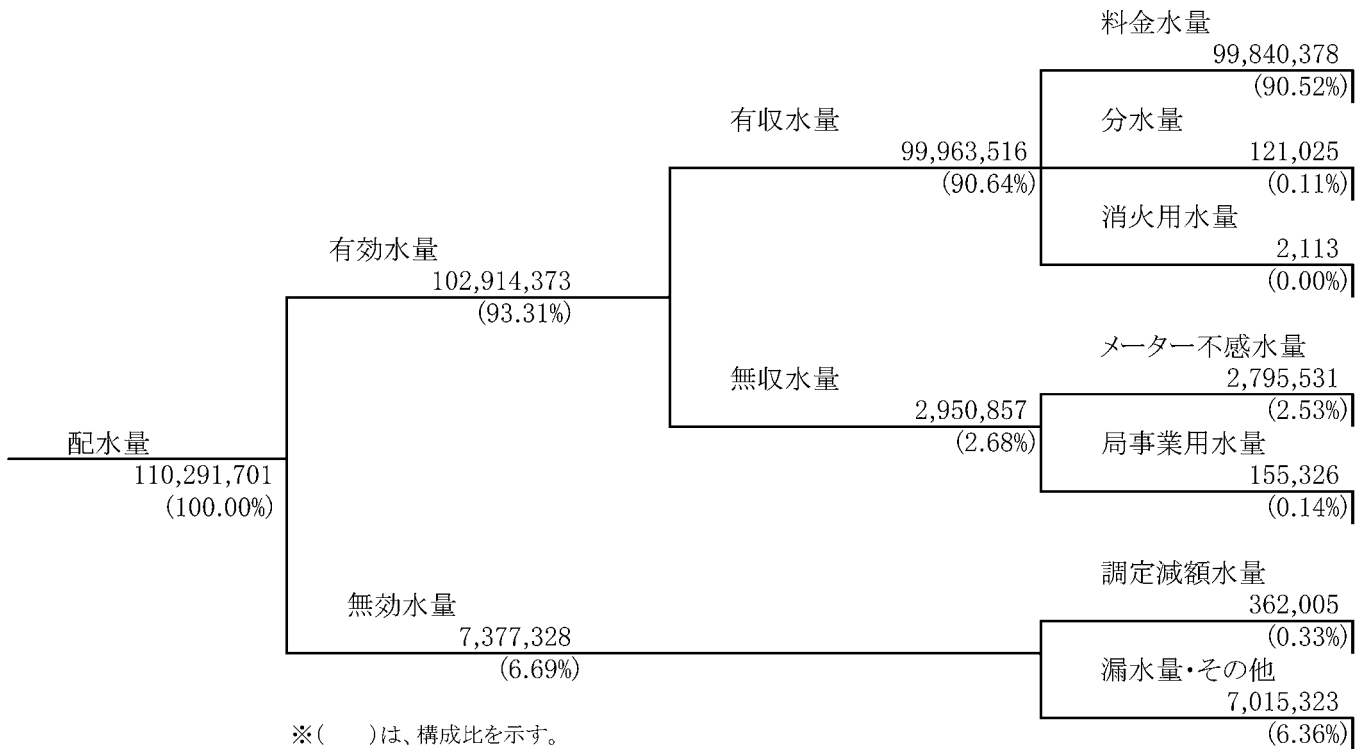 料金水量
99,840,378
(90.52%)
有収水量
99,963,516
(90.64%)
分水量
121,025
(0.11%)
消火用水量
2,113
(0.00%)
有効水量
102,914,373
(93.31%)
無収水量
2,950,857
(2.68%)
メーター不感水量
2,795,531
(2.53%)
局事業用水量
155,326
(0.14%)
配水量
110,291,701
(100.00%)
無効水量
7,377,328
(6.69%)
調定減額水量
362,005
(0.33%)
漏水量・その他
7,015,323
(6.36%)
※(　　)は、構成比を示す。